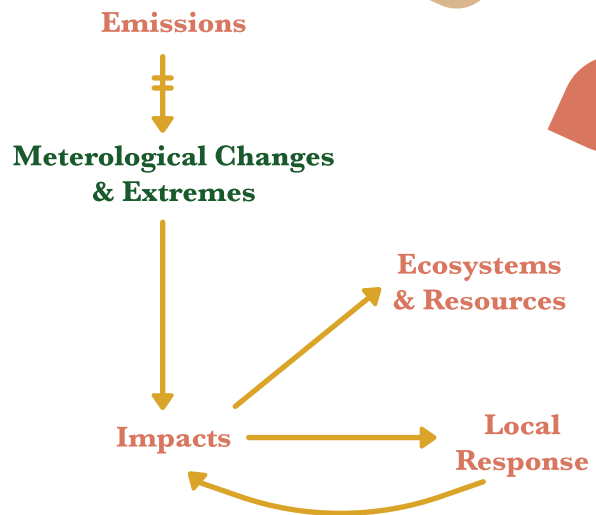 Emissions
Meterological Changes
& Extremes
Ecosystems
& Resources
Impacts
Local
Response